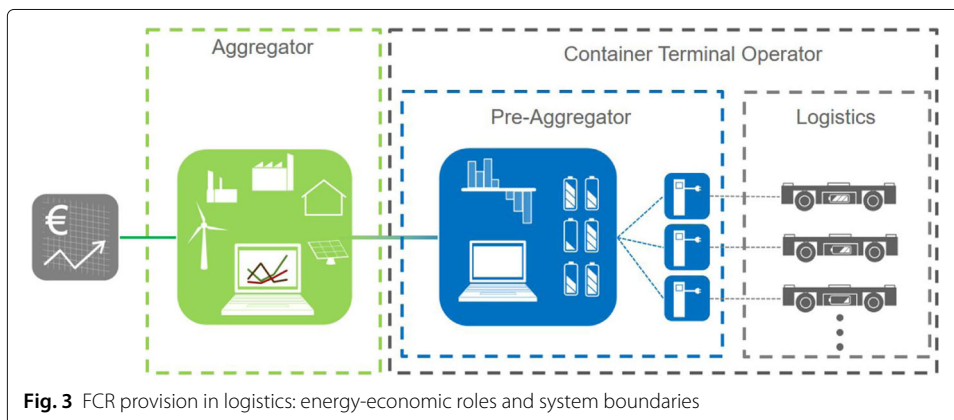 Aggregator
Container Terminal Operator
Pre-Aggregator
Logistics
€
Fig. 3 FCR provision in logistics: energy-economic roles and system boundaries